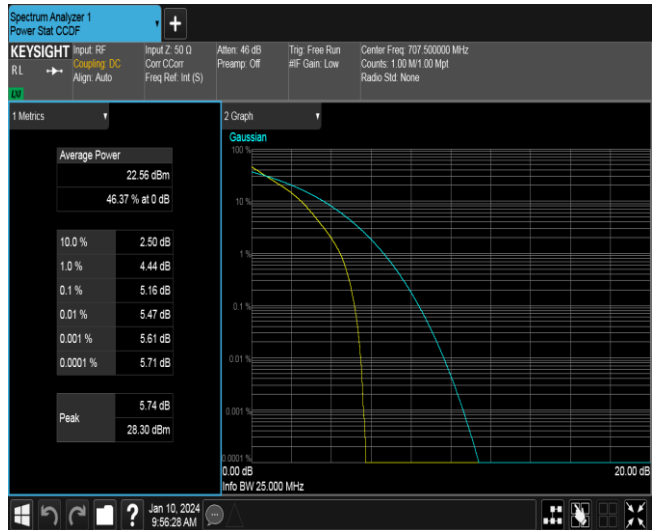 Spectrum Analyzer 1
Power Stat CCDF
KEYSIGHT
RL
LXI
Input: RF
Coupling: DC
Align: Auto
Input Z: 50 Ω
Corr CCorr
Freq Ref: Int (S)
Atten: 46 dB
Preamp: Off
Trig: Free Run
#IF Gain: Low
Center Freq: 707.500000 MHz
Counts: 1.00 M/1.00 Mpt
Radio Std: None
1 Metrics
Average Power
22.56 dBm
46.37 % at 0 dB
10.0 % 2.50 dB
1.0 % 4.44 dB
0.1 % 5.16 dB
0.01 % 5.47 dB
0.001 % 5.61 dB
0.0001 % 5.71 dB
Peak
5.74 dB
28.30 dBm
2 Graph
Gaussian
100 %
10 %
1 %
0.1 %
0.01 %
0.001 %
0.0001 %
0.00 dB 20.00 dB
Info BW 25.000 MHz
?
Jan 10, 2024
9:56:28 AM